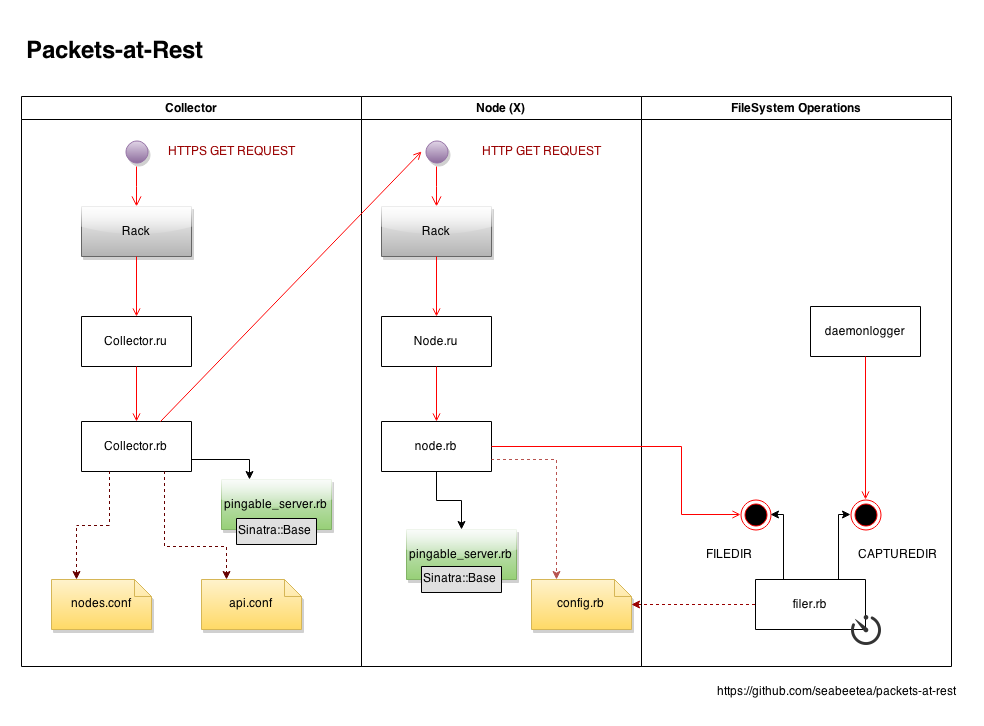 Packets-at-Rest
Collector
Node (X)
FileSystem Operations
HTTPS GET REQUEST
HTTP GET REQUEST
Rack
Rack
Collector.ru
Node.ru
daemonlogger
Collector.rb
node.rb
pingable_server.rb
Sinatra::Base
pingable_server.rb
Sinatra::Base
FILEDIR
CAPTUREDIR
nodes.conf
api.conf
config.rb
filer.rb
https://github.com/seabeetea/packets-at-rest